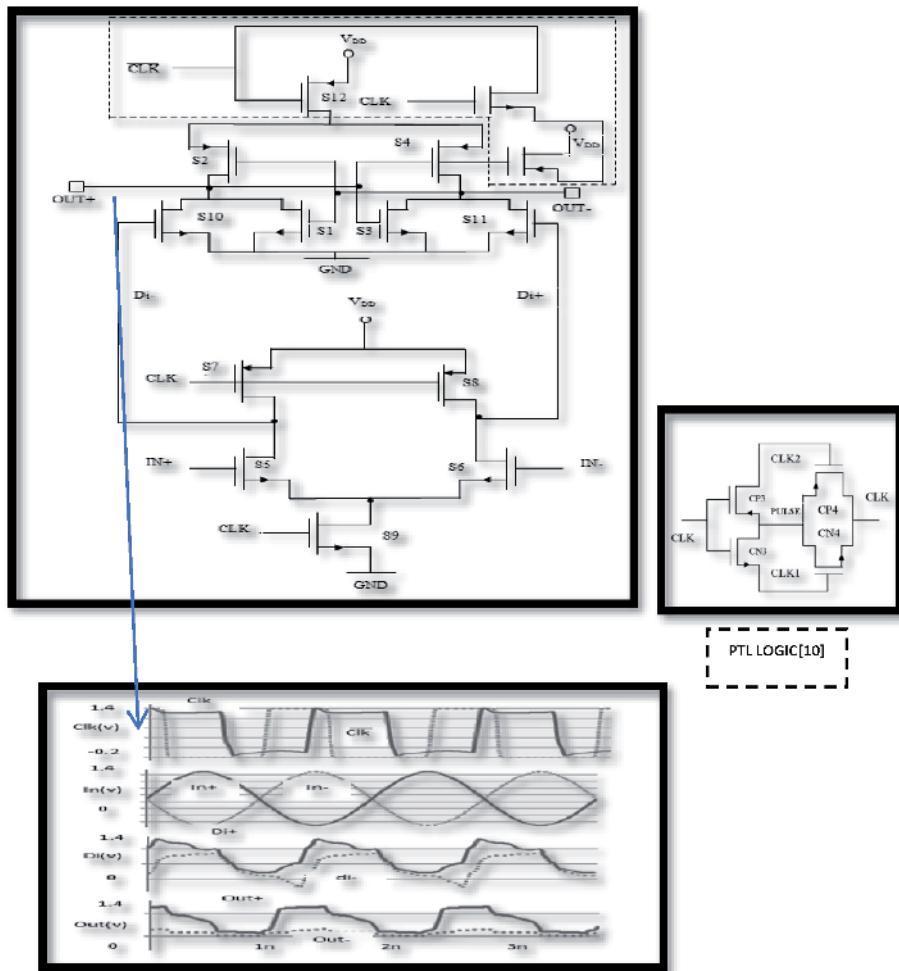 VDD
CLK
S12
CLK
S2
S4
VDD
OUT+
OUT-
S10
S1
S3
S11
GND
Di-
Di+
VDD
S7
CLK
S8
IN+
S5
S6
IN-
CLK
S9
GND
CLK2
CP3
PULSE
CP4
CLK
CLK
CN3
CN4
CLK1
PTL LOGIC[10]
Clk
1.4
Clk(v)
Clk
-0.2
1.4
In+
In-
In(v)
0
Di+
1.4
Di(v)
0
di-
Out+
1.4
Out(v)
Out-
0
1n
2n
3n